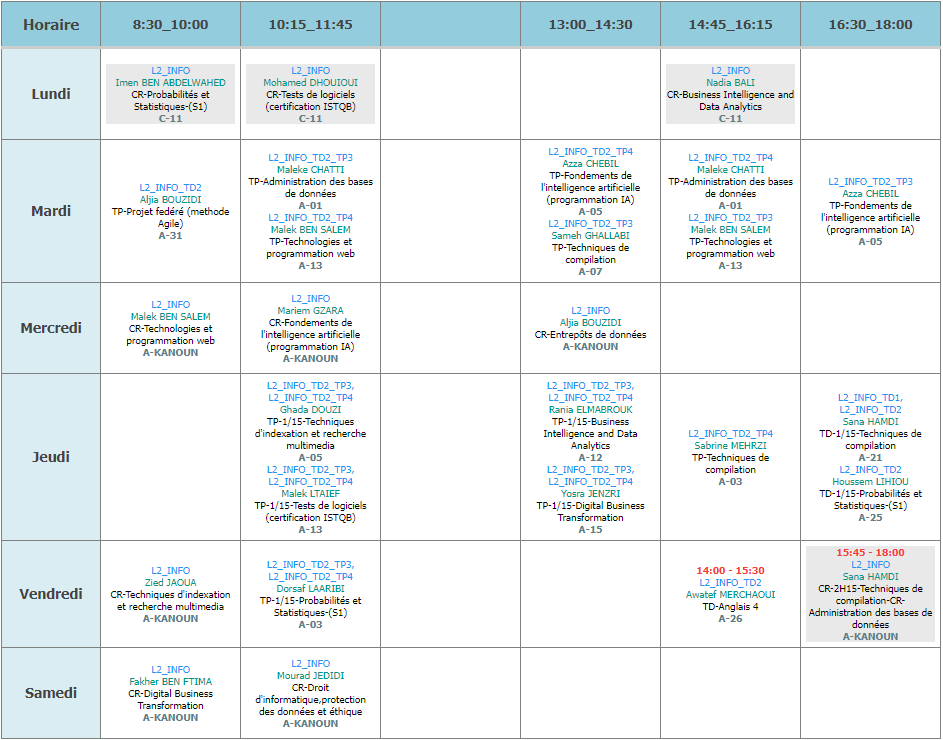 Horaire
8:30_10:00
10:15_11:45
13:00_14:30
14:45_16:15
16:30_18:00
Lundi
L2_INFO
Imen BEN ABDELWAHED
CR-Probabilités et
Statistiques-(S1)
C-11
L2_INFO
Mohamed DHOUIOUI
CR-Tests de logiciels
(certification ISTQB)
C-11
L2_INFO
Nadia BALI
CR-Business Intelligence and
Data Analytics
C-11
Mardi
L2_INFO_TD2
Aljia BOUZIDI
TP-Projet fedéré (methode
Agile)
A-31
L2_INFO_TD2_TP3
Maleke CHATTI
TP-Administration des bases
de données
A-01
L2_INFO_TD2_TP4
Malek BEN SALEM
TP-Technologies et
programmation web
A-13
L2_INFO_TD2_TP4
Azza CHEBIL
TP-Fondements de
l'intelligence artificielle
(programmation IA)
A-05
L2_INFO_TD2_TP3
Sameh GHALLABI
TP-Techniques de
compilation
A-07
L2_INFO_TD2_TP4
Maleke CHATTI
TP-Administration des bases
de données
A-01
L2_INFO_TD2_TP3
Malek BEN SALEM
TP-Technologies et
programmation web
A-13
L2_INFO_TD2_TP3
Azza CHEBIL
TP-Fondements de
l'intelligence artificielle
(programmation IA)
A-05
Mercredi
L2_INFO
Malek BEN SALEM
CR-Technologies et
programmation web
A-KANOUN
L2_INFO
Mariem GZARA
CR-Fondements de
l'intelligence artificielle
(programmation IA)
A-KANOUN
L2_INFO
Aljia BOUZIDI
CR-Entrepôts de données
A-KANOUN
Jeudi
L2_INFO_TD2_TP3,
L2_INFO_TD2_TP4
Ghada DOUZI
TP-1/15-Techniques
d'indexation et recherche
multimedia
A-05
L2_INFO_TD2_TP3,
L2_INFO_TD2_TP4
Malek LTAIEF
TP-1/15-Tests de logiciels
(certification ISTQB)
A-13
L2_INFO_TD2_TP3,
L2_INFO_TD2_TP4
Rania ELMABROUK
TP-1/15-Business
Intelligence and Data
Analytics
A-12
L2_INFO_TD2_TP3,
L2_INFO_TD2_TP4
Yosra JENZRI
TP-1/15-Digital Business
Transformation
A-15
L2_INFO_TD2_TP4
Sabrine MEHRZI
TP-Techniques de
compilation
A-03
L2_INFO_TD1,
L2_INFO_TD2
Sana HAMDI
TD-1/15-Techniques de
compilation
A-21
L2_INFO_TD2
Houssem LIHIOU
TD-1/15-Probabilités et
Statistiques-(S1)
A-25
Vendredi
L2_INFO
Zied JAOUA
CR-Techniques d'indexation
et recherche multimedia
A-KANOUN
L2_INFO_TD2_TP3,
L2_INFO_TD2_TP4
Dorsaf LAARIBI
TP-1/15-Probabilités et
Statistiques-(S1)
A-03
14:00 - 15:30
L2_INFO_TD2
Awatef MERCHAOUI
TD-Anglais 4
A-26
15:45 - 18:00
L2_INFO
Sana HAMDI
CR-2H15-Techniques de
compilation-CR-
Administration des bases de
données
A-KANOUN
Samedi
L2_INFO
Fakher BEN FTIMA
CR-Digital Business
Transformation
A-KANOUN
L2_INFO
Mourad JEDIDI
CR-Droit
d'informatique,protection
des données et éthique
A-KANOUN